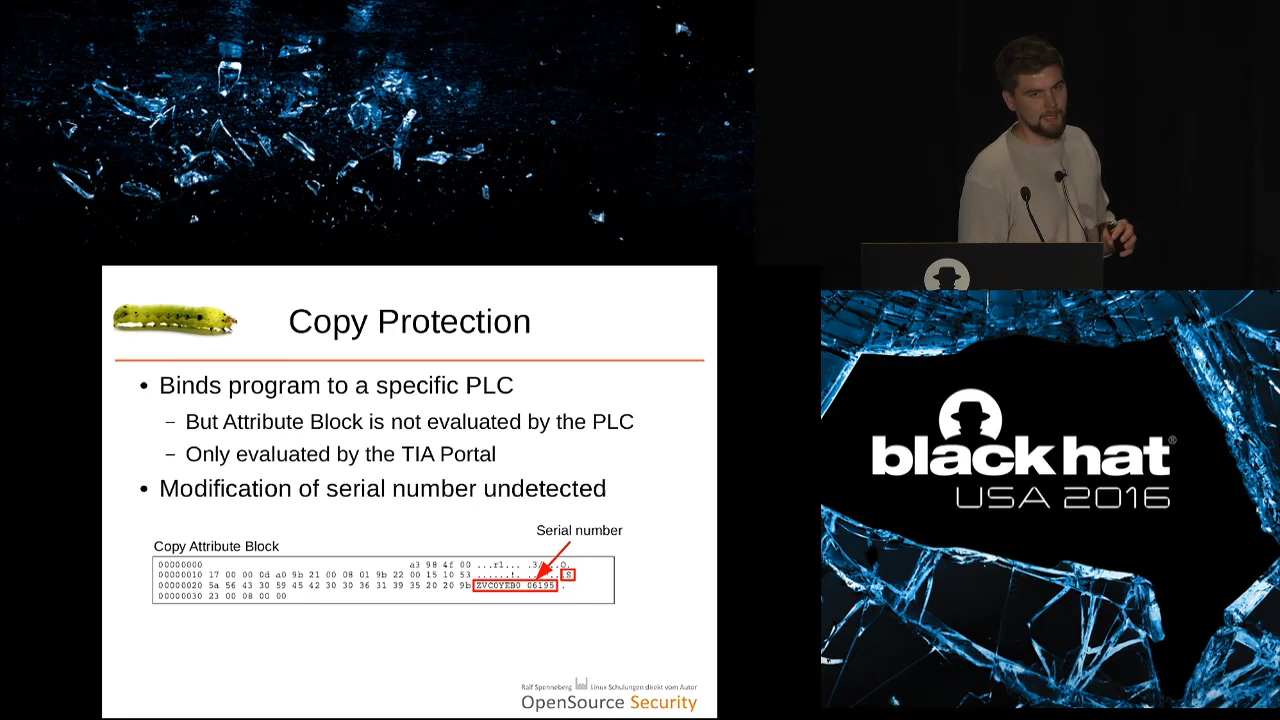 Copy Protection
• Binds program to a specific PLC
– But Attribute Block is not evaluated by the PLC
– Only evaluated by the TIA Portal
• Modification of serial number undetected
Serial number
Copy Attribute Block
00000000 a3 98 4f 00 ...r1... .3/..O.
00000010 17 00 00 0d a0 9b 21 00 08 01 9b 22 00 15 10 53
00000020 5a 56 43 30 59 45 42 30 30 36 31 39 35 20 20 9b
00000030 23 00 08 00 00
Ralf Spenneberg Linux Schulungen direkt vom Autor
OpenSource Security
black hat®
USA 2016